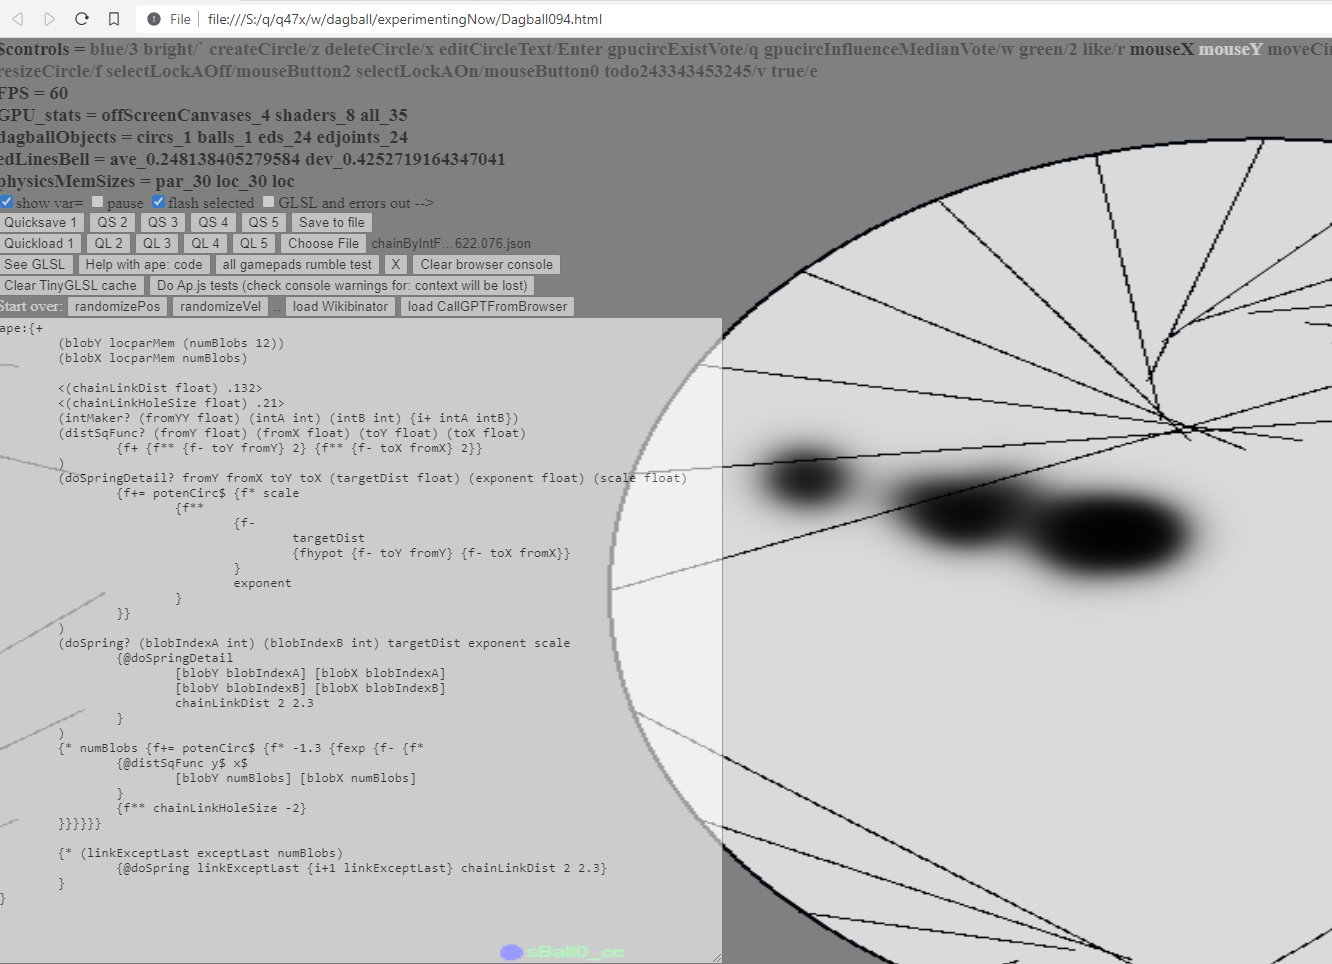 File file:///S:/q/q47x/w/dagball/experimentingNow/Dagball094.html
$controls = blue/3 bright/` createCircle/z deleteCircle/x editCircleText/Enter gpucircExistVote/q gpucircInfluenceMedianVote/w green/2 like/r mouseX mouseY moveCir
resizeCircle/f selectLockAOff/mouseButton2 selectLockAOn/mouseButton0 todo243343453245/v true/e
FPS = 60
GPU_stats = offScreenCanvases_4 shaders_8 all_35
dagballObjects = circs_1 balls_1 eds_24 edjoints_24
edLinesBell = ave_0.248138405279584 dev_0.4252719164347041
physicsMemSizes = par_30 loc_30 loc
show var= pause flash selected GLSL and errors out -->
Quicksave 1 QS 2 QS 3 QS 4 QS 5 Save to file
Quickload 1 QL 2 QL 3 QL 4 QL 5 Choose File chainByIntF…622.076.json
See GLSL Help with ape: code all gamepads rumble test X Clear browser console
Clear TinyGLSL cache Do Ap.js tests (check console warnings for: context will be lost)
Start over: randomizePos randomizeVel .. load Wikibinator load CallGPTFromBrowser
ape:{+
(blobY locparMem (numBlobs 12))
(blobX locparMem numBlobs)
<(chainLinkDist float) .132>
<(chainLinkHoleSize float) .21>
(intMaker? (fromYY float) (intA int) (intB int) {i+ intA intB})
(distSqFunc? (fromY float) (fromX float) (toY float) (toX float)
{f+ {f** {f- toY fromY} 2} {f** {f- toX fromX} 2}}
)
(doSpringDetail? fromY fromX toY toX (targetDist float) (exponent float) (scale float)
{f+= potenCirc$ {f* scale
{f**
{f-
targetDist
{fhypot {f- toY fromY} {f- toX fromX}}
}
exponent
}
}}
)
(doSpring? (blobIndexA int) (blobIndexB int) targetDist exponent scale
{@doSpringDetail
[blobY blobIndexA] [blobX blobIndexA]
[blobY blobIndexB] [blobX blobIndexB]
chainLinkDist 2 2.3
}
)
{* numBlobs {f+= potenCirc$ {f* -1.3 {fexp {f- {f*
{@distSqFunc y$ x$
[blobY numBlobs] [blobX numBlobs]
}
{f** chainLinkHoleSize -2}
}}}}}}
{* (linkExceptLast exceptLast numBlobs)
{@doSpring linkExceptLast {i+1 linkExceptLast} chainLinkDist 2 2.3}
}
}
sBall0_cc